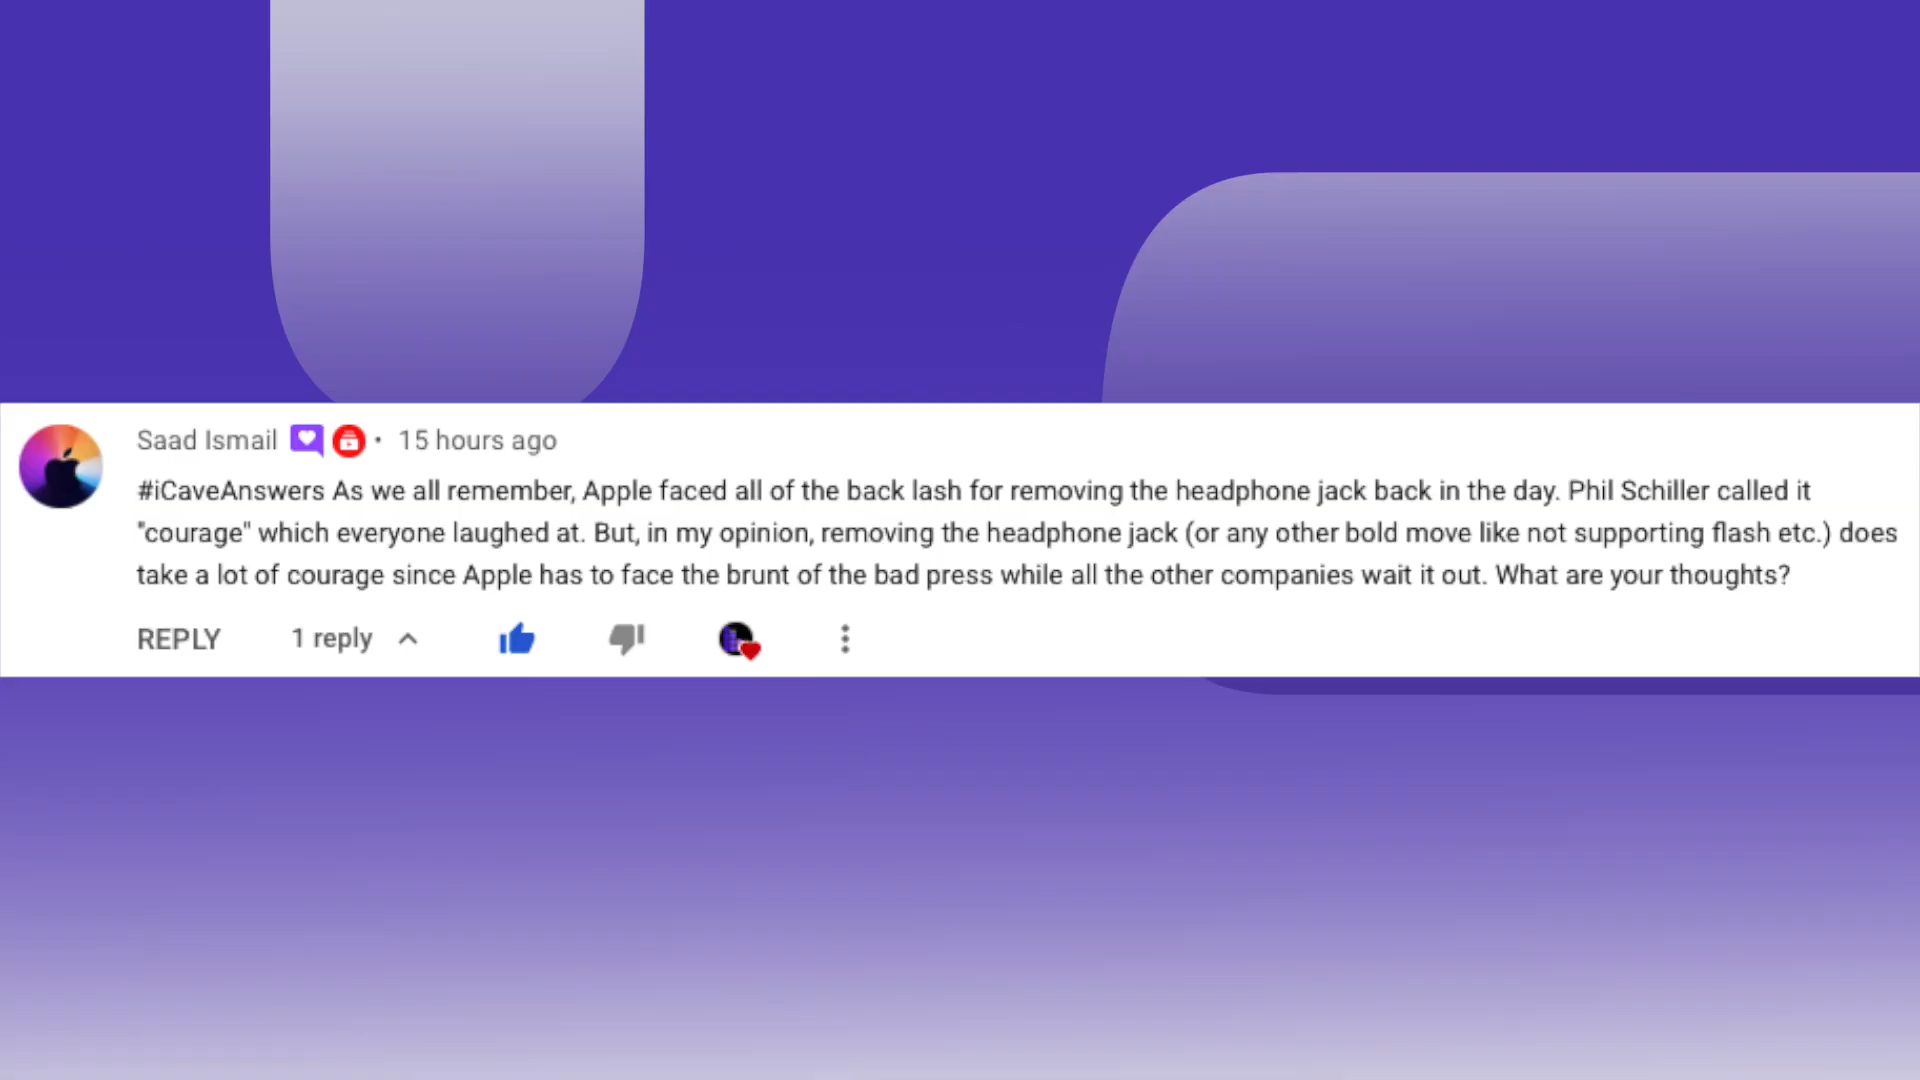 Saad Ismail • 15 hours ago
#iCaveAnswers As we all remember, Apple faced all of the back lash for removing the headphone jack back in the day. Phil Schiller called it
"courage" which everyone laughed at. But, in my opinion, removing the headphone jack (or any other bold move like not supporting flash etc.) does
take a lot of courage since Apple has to face the brunt of the bad press while all the other companies wait it out. What are your thoughts?
REPLY 1 reply